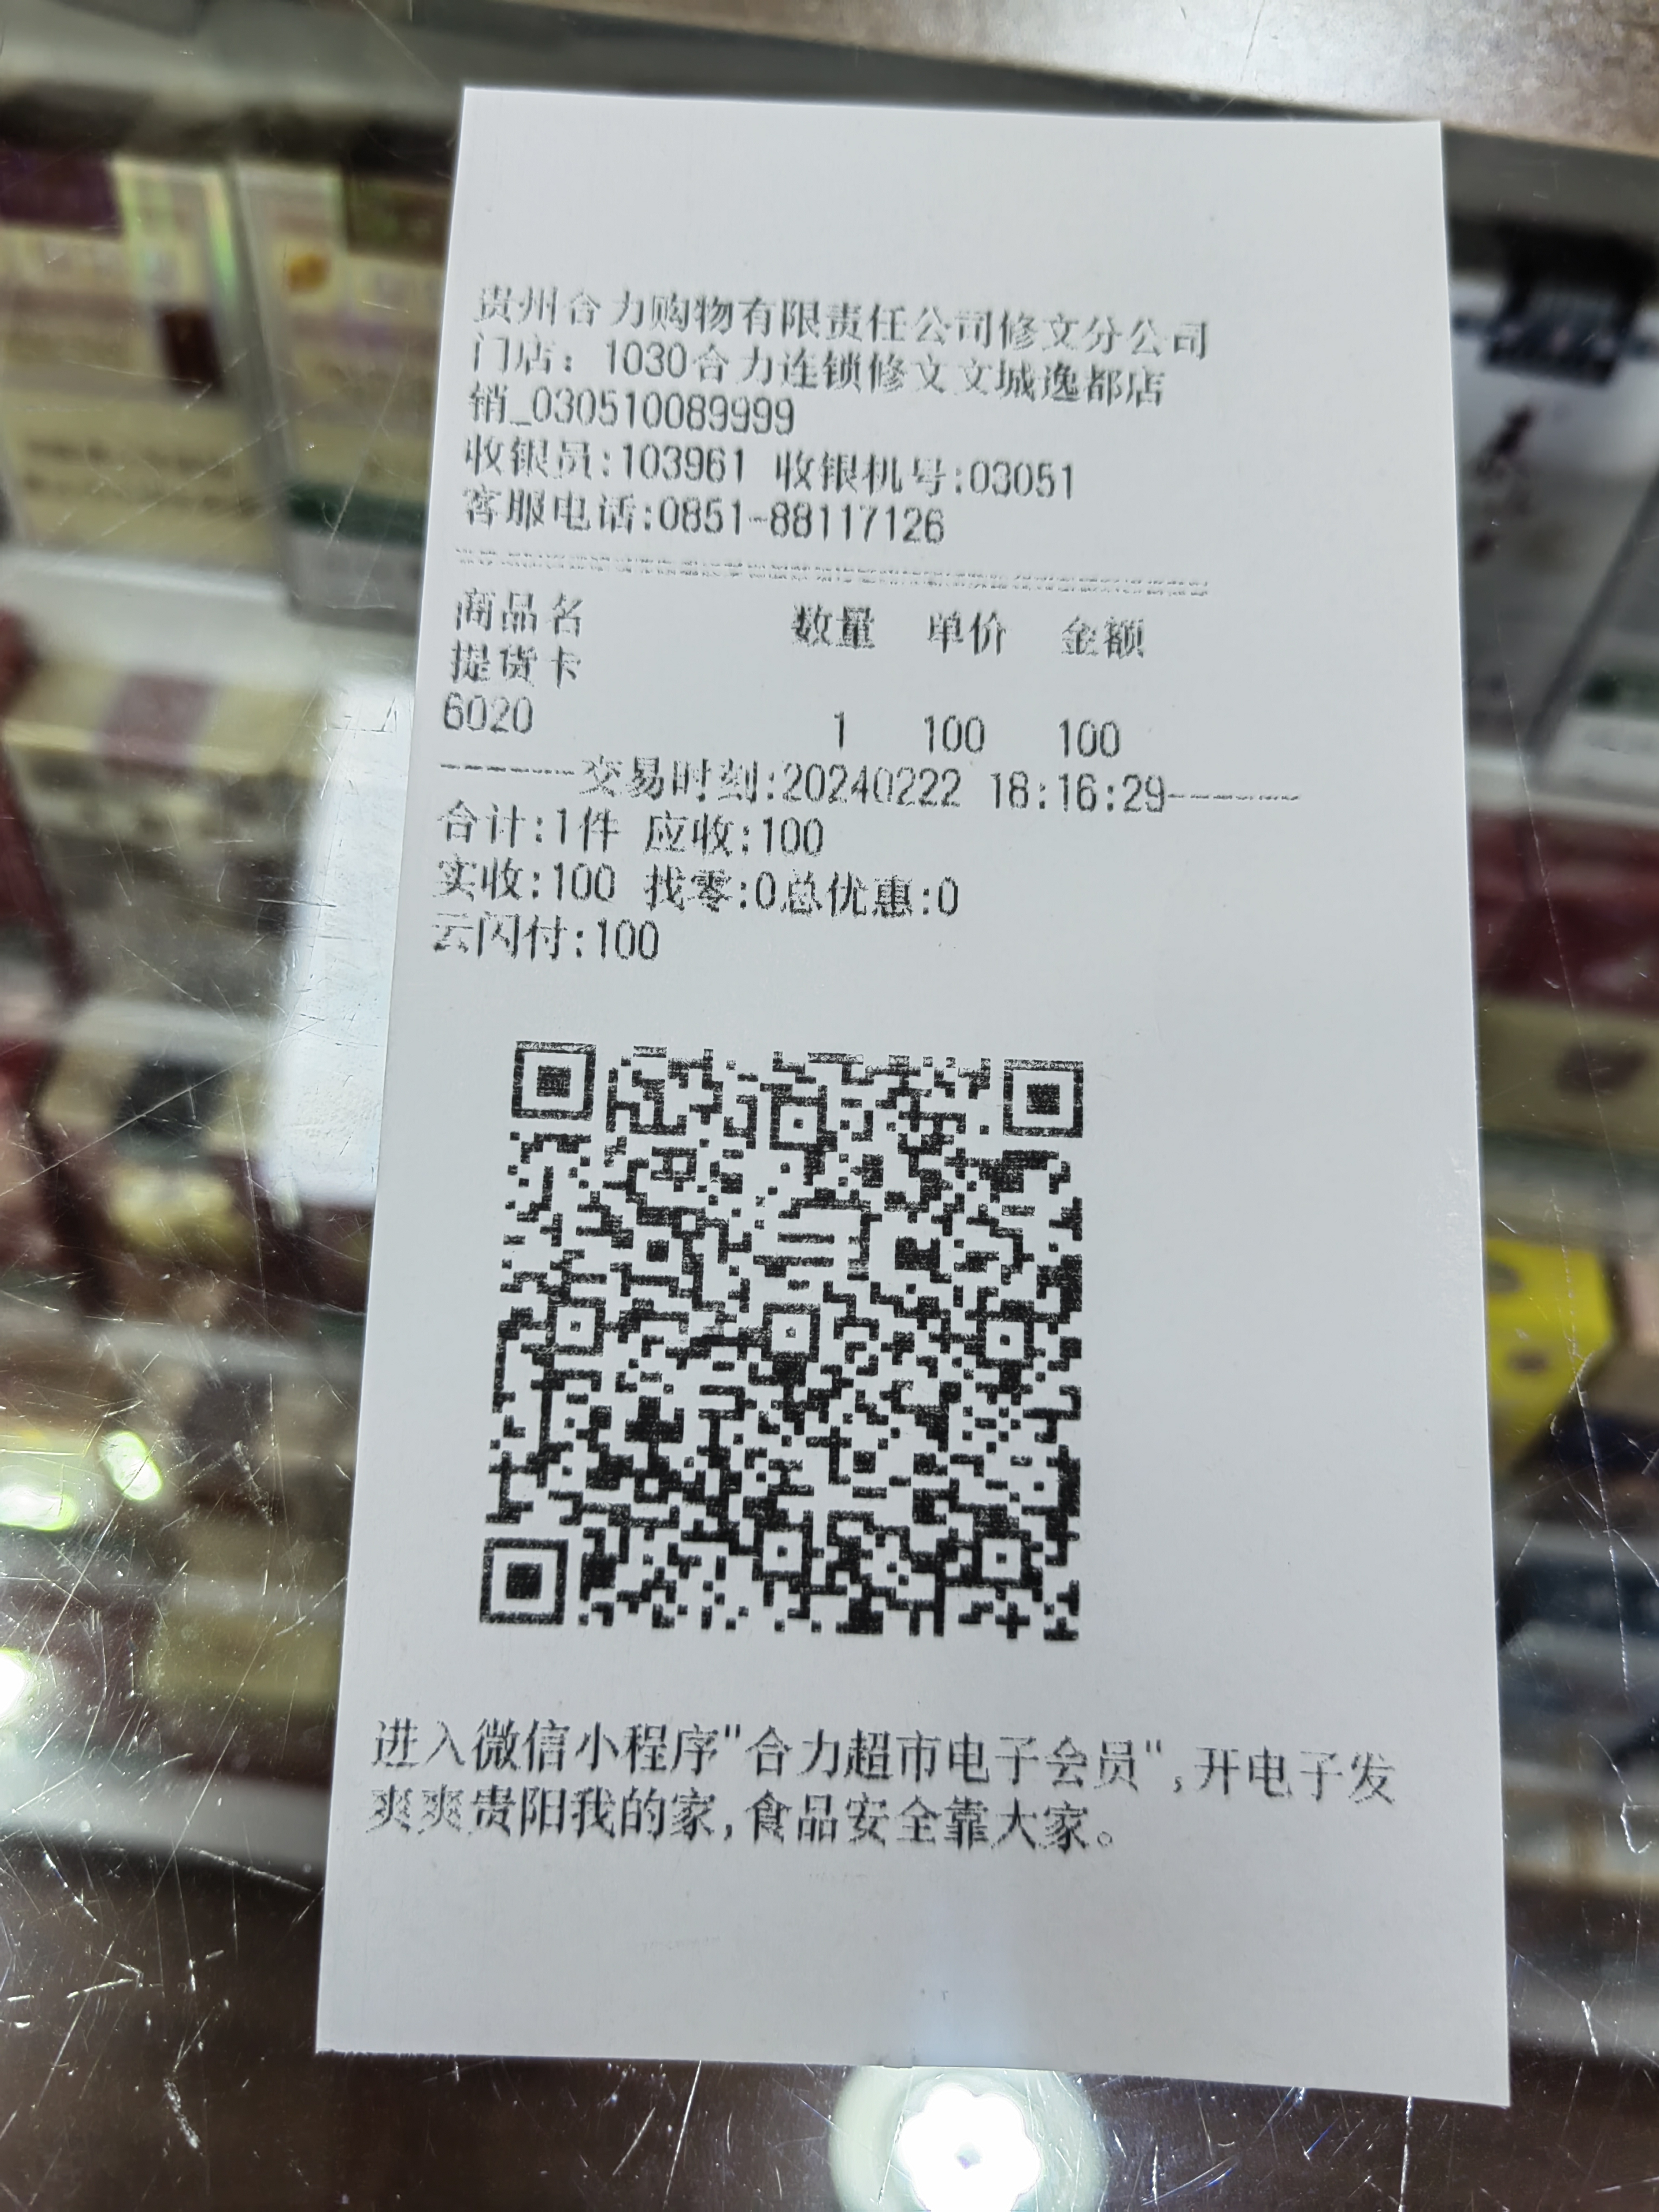 贵州合力购物有限责任公司修文分公司
门店：1030合力连锁修文文城逸都店
销_030510089999
收银员:103961 收银机号:03051
客服电话:0851-88117126
商品名 数量 单价 金额
提货卡
6020 1 100 100
------交易时刻:20240222 18:16:29------
合计:1件 应收:100
实收:100 找零:0总优惠:0
云闪付:100
进入微信小程序"合力超市电子会员",开电子发
爽爽贵阳我的家,食品安全靠大家。